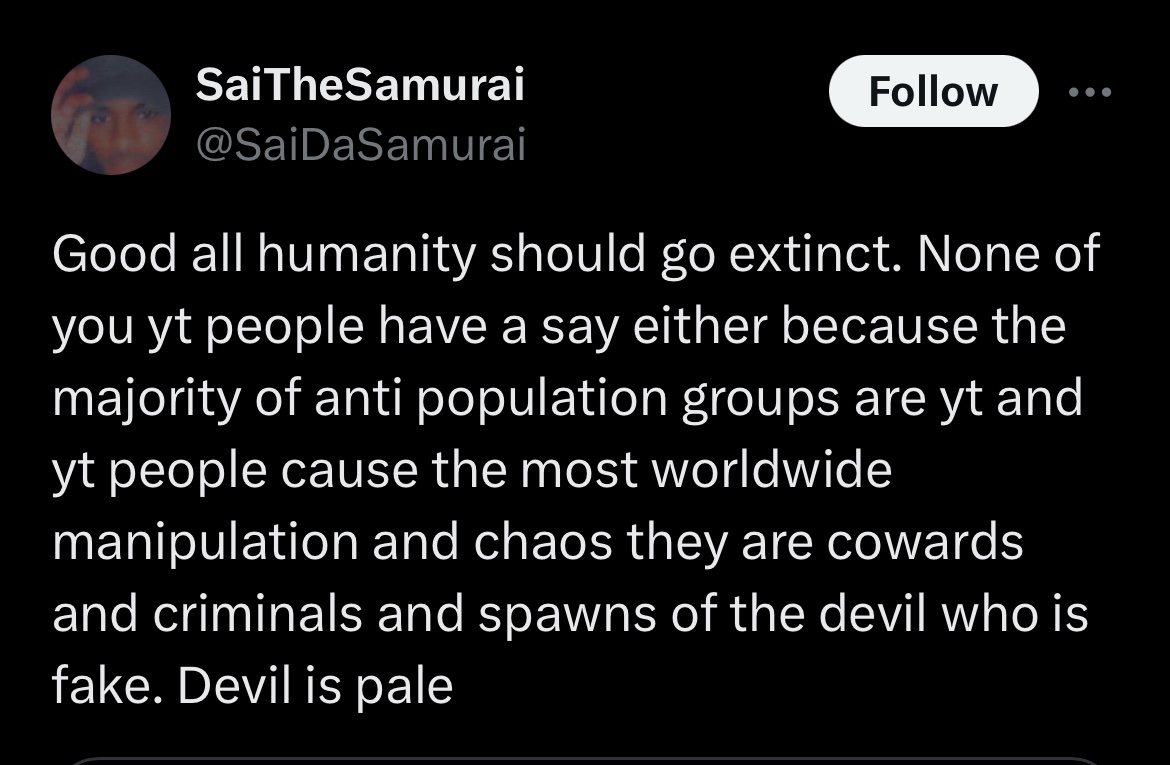 SaiTheSamurai
Follow
@SaiDaSamurai
Good all humanity should go extinct. None of
you yt people have a say either because the
majority of anti population groups are yt and
yt people cause the most worldwide
manipulation and chaos they are cowards
and criminals and spawns of the devil who is
fake. Devil is pale